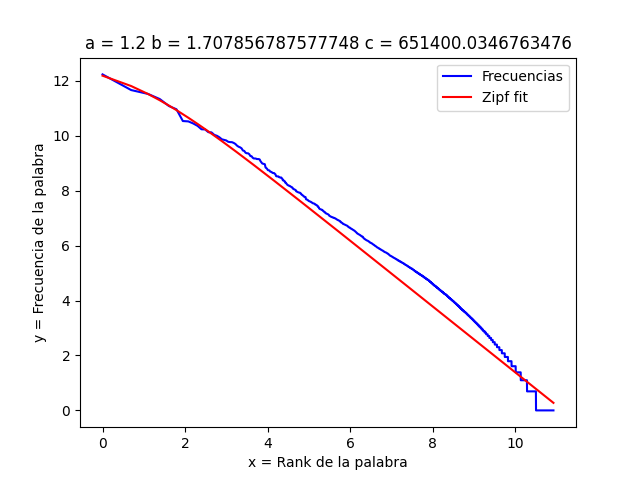 a = 1.2 b = 1.707856787577748 c = 651400.0346763476
Frecuencias
Zipf fit
y = Frecuencia de la palabra
12
10
8
6
4
2
0
0 2 4 6 8 10
x = Rank de la palabra